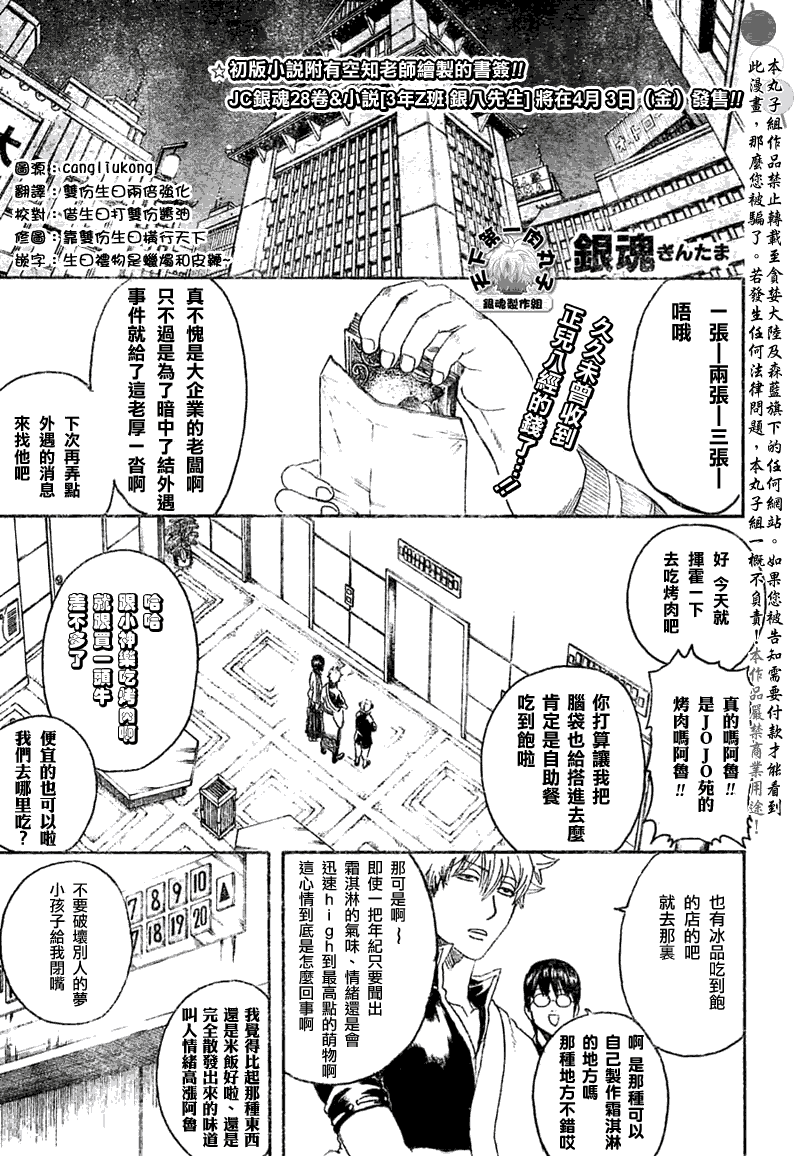 ☆初版小説附有空知老師繪製的書簽!!
JC銀魂28卷&小説[3年Z班 銀八先生]將在4月 3日（金）發售!!
本丸子組作品禁止轉載至貪婪大陸及森藍旗下的任何網站。如果您被告知需要付款才能看到
此漫畫，那麼您被騙了。若發生任何法律問題，本丸子組一概不負責！本作品嚴禁商業用途！
圖源：cangliukong
翻譯：雙份生日兩倍強化
校對：借生日打雙份醬油
修圖：靠雙份生日橫行天下
嵌字：生日禮物是蠟燭和皮鞭~
天下第一肉丸子
銀魂製作組
銀魂 ぎんたま
一張—兩張—三張—
唔哦
久久未曾收到
正兒八經的錢了…!!
真不愧是大企業的老闆啊
只不過是為了暗中了結外遇
事件就給了這老厚一沓啊
下次再弄點
外遇的消息
來找他吧
好 今天就
揮霍一下
去吃烤肉吧
真的嗎阿魯!!
是JOJO苑的
烤肉嗎阿魯!!
你打算讓我把
腦袋也給搭進去麼
肯定是自助餐
吃到飽啦
哈哈
跟小神樂吃烤肉啊
就跟買一頭牛
差不多了
便宜的也可以啦
我們去哪里吃?
也有冰品吃到飽
的店的吧
就去那裏
啊 是那種可以
自己製作霜淇淋
的地方嗎
那種地方不錯哎
那可是啊~
即使一把年紀只要聞出
霜淇淋的氣味、情緒還是會
迅速high到最高點的萌物啊
這心情到底是怎麼
回事啊
我覺得比起那種東西
還是米飯好啦、還是
完全散發出來的味道
叫人情緒高漲阿魯
不要破壞別人的夢
小孩子給我閉嘴
7 8 9 10
17 18 19 20